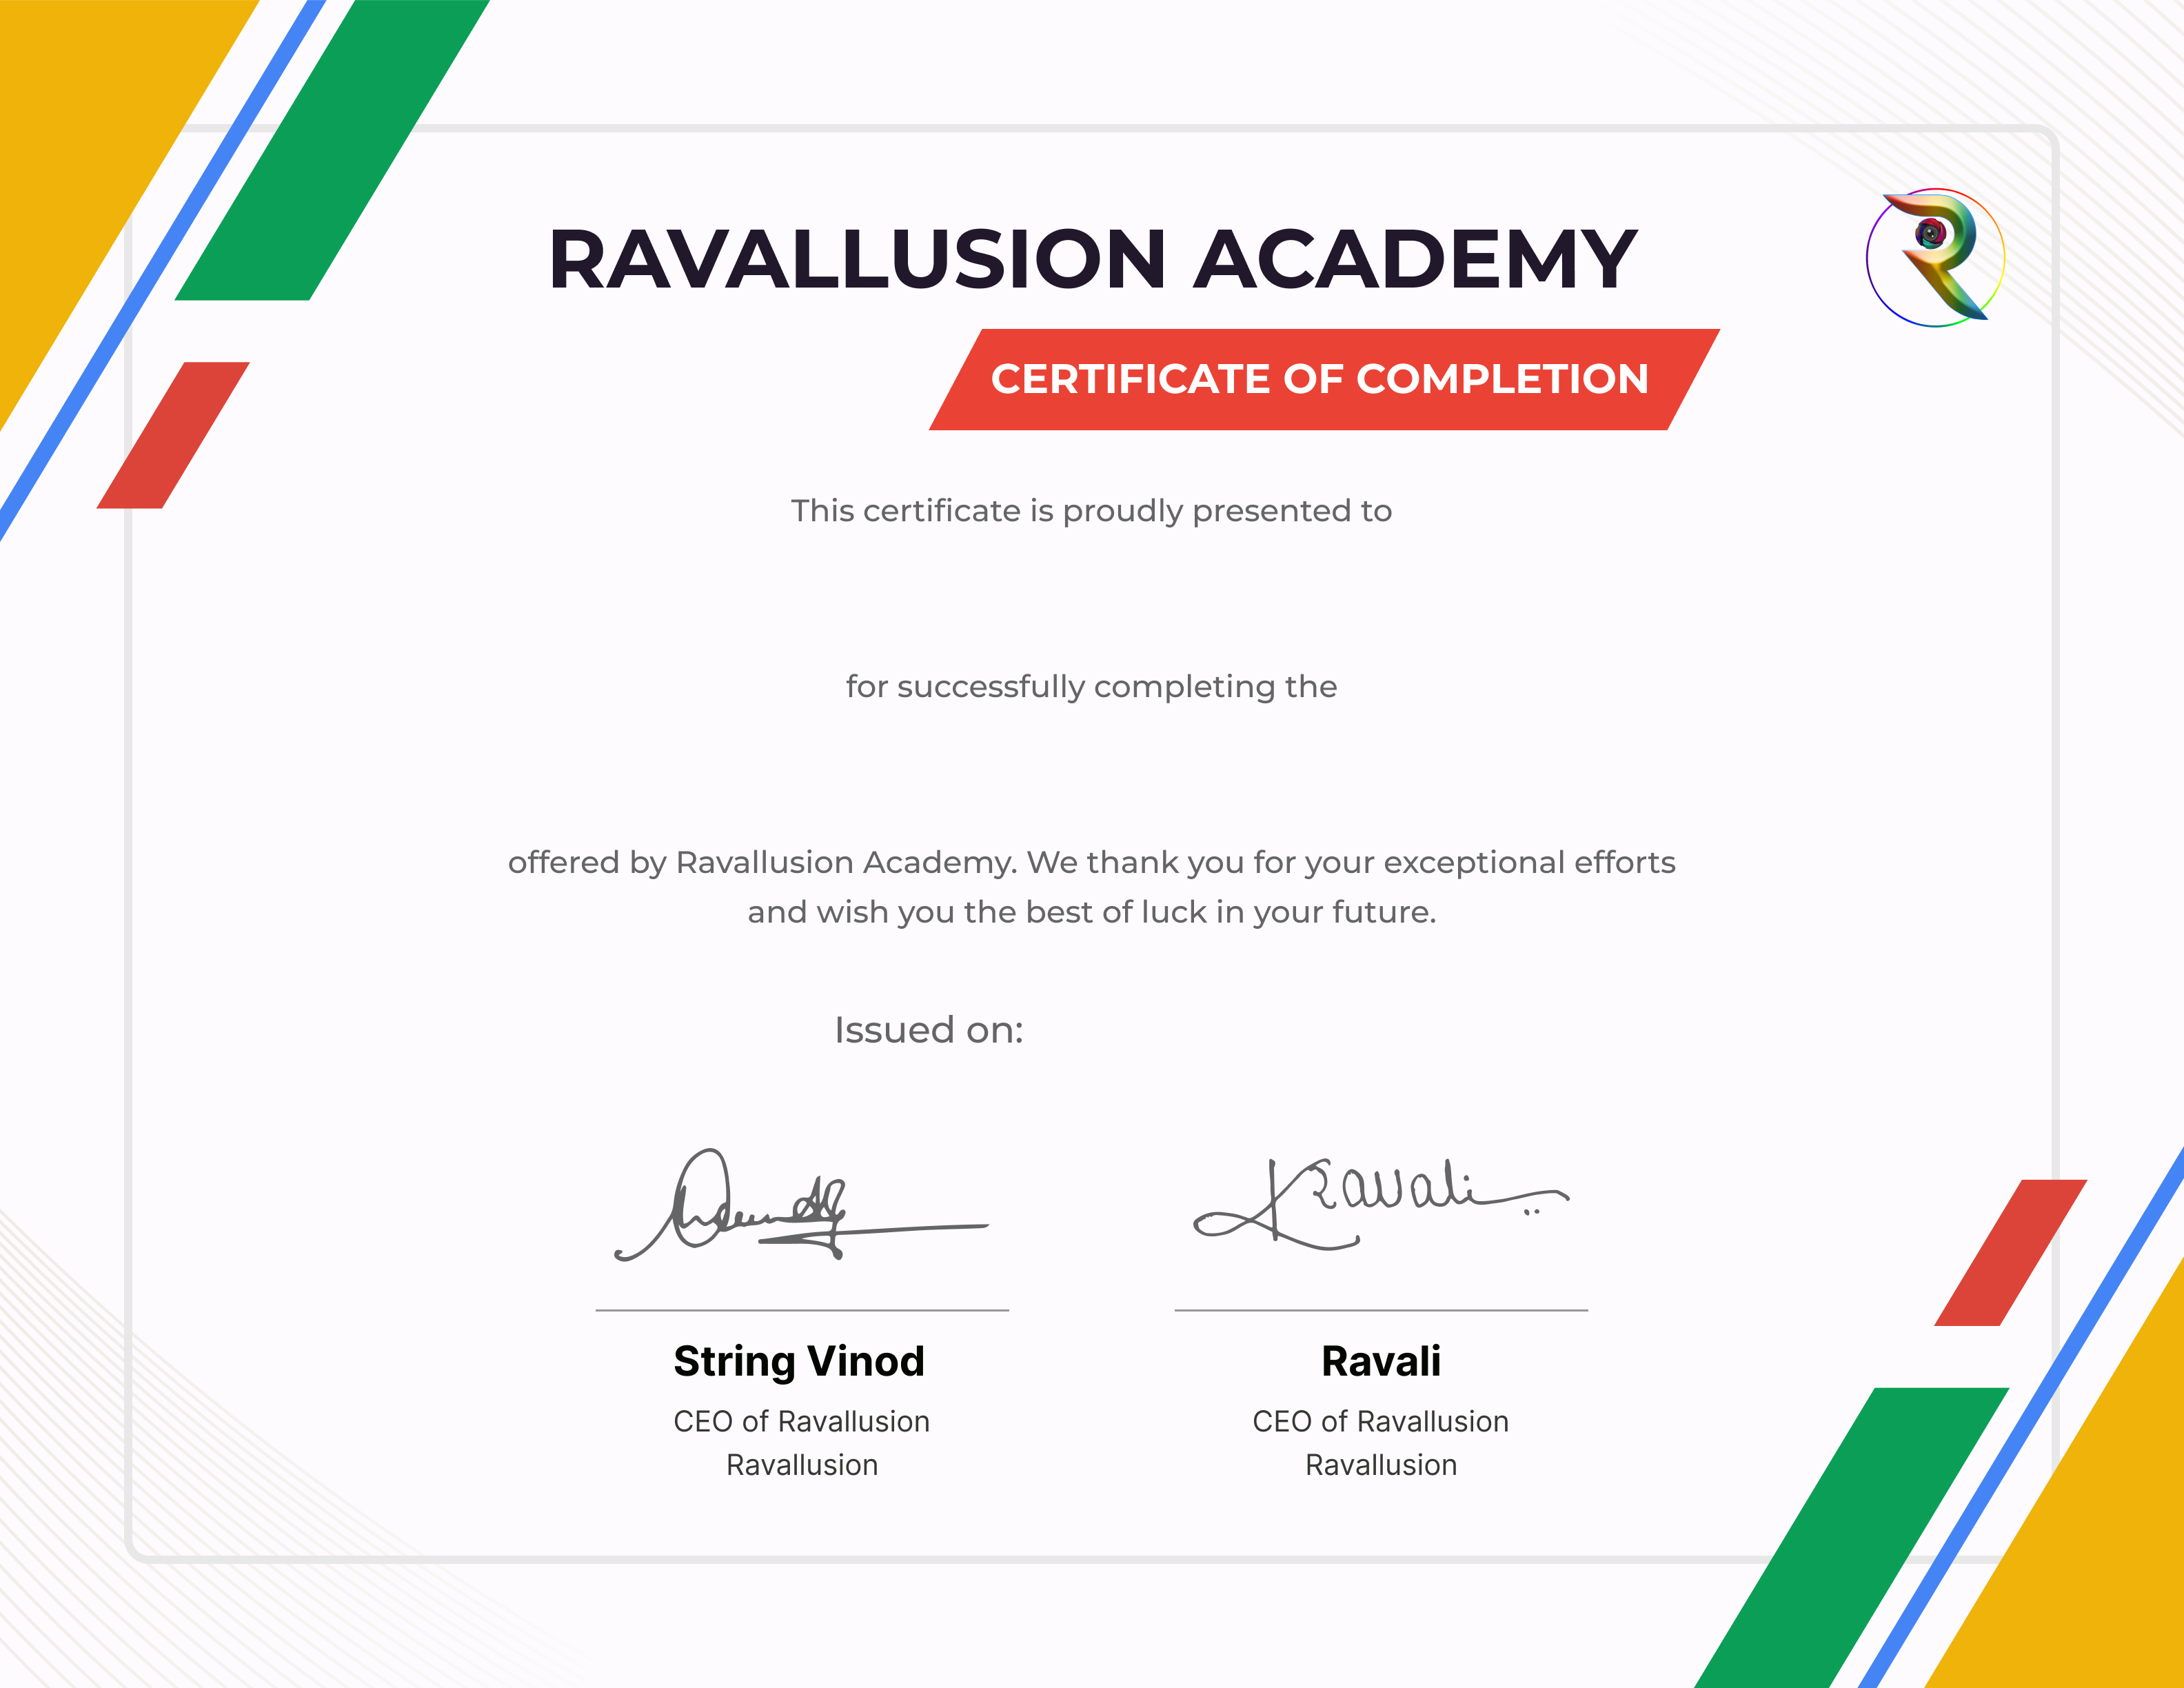 RAVALLUSION ACADEMY
CERTIFICATE OF COMPLETION
This certificate is proudly presented to
for successfully completing the
offered by Ravallusion Academy. We thank you for your exceptional efforts
and wish you the best of luck in your future.
Issued on:
Ravali
String Vinod
Ravali
CEO of Ravallusion
CEO of Ravallusion
Ravallusion
Ravallusion